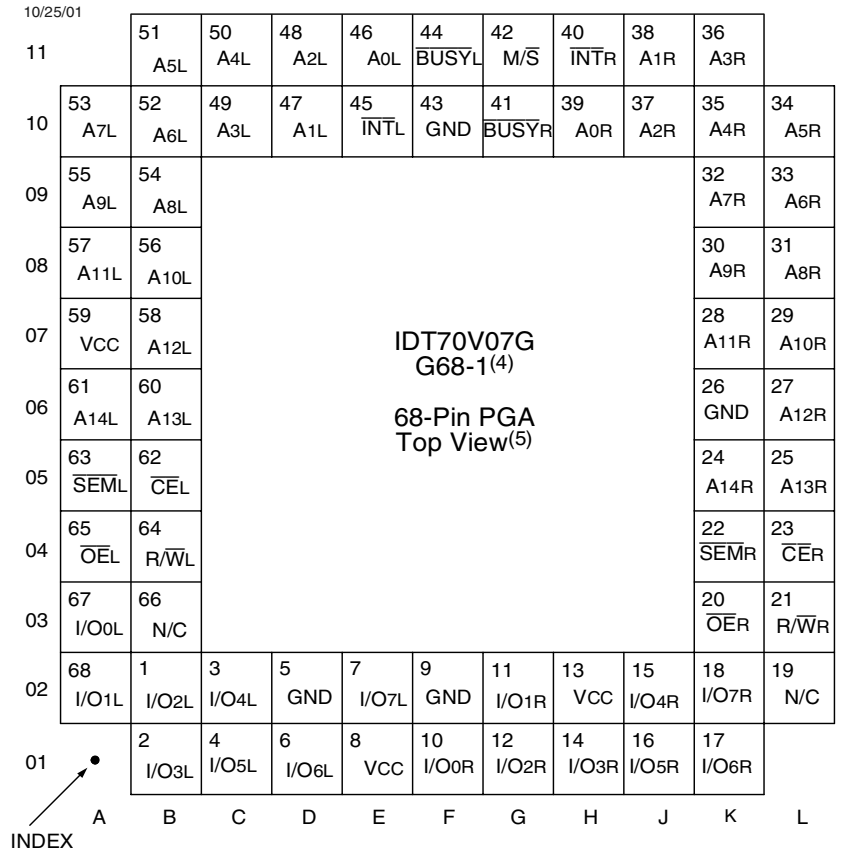 10/25/01
11 51 50 48 46 44 42 40 38 36
A5L A4L A2L A0L BUSYL M/S INTR A1R A3R
10 53 52 49 47 45 43 41 39 37 35 34
A7L A6L A3L A1L INTL GND BUSYR A0R A2R A4R A5R
09 55 54 32 33
A9L A8L A7R A6R
08 57 56 30 31
A11L A10L A9R A8R
07 59 58 28 29
VCC A12L A11R A10R
IDT70V07G
G68-1(4)
06 61 60 26 27
A14L A13L GND A12R
68-Pin PGA
Top View(5)
05 63 62 24 25
SEML CEL A14R A13R
04 65 64 22 23
OEL R/WL SEMR CER
03 67 66 20 21
I/O0L N/C OER R/WR
02 68 1 3 5 7 9 11 13 15 18 19
I/O1L I/O2L I/O4L GND I/O7L GND I/O1R VCC I/O4R I/O7R N/C
01 2 4 6 8 10 12 14 16 17
I/O3L I/O5L I/O6L VCC I/O0R I/O2R I/O3R I/O5R I/O6R
A B C D E F G H J K L
INDEX